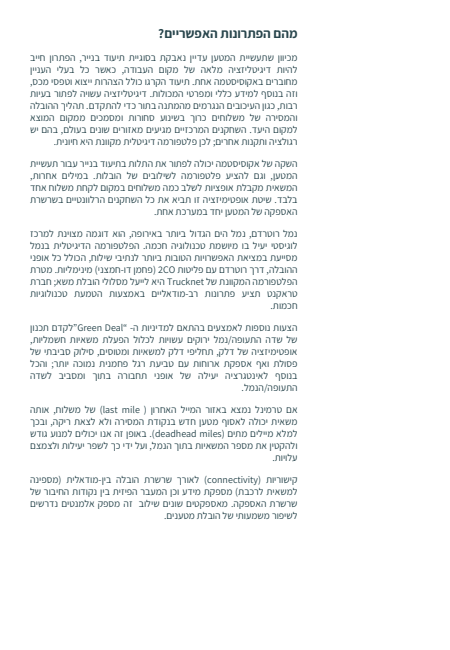 מהם הפתרונות האפשריים?
מכיוון שתעשיית המטען עדיין נאבקת בסוגיית תיעוד בנייר, הפתרון חייב
להיות דיגיטליזציה מלאה של מקום העבודה, כאשר כל בעלי העניין
מחוברים באקוסיסטמה אחת. תיעוד הקרגו כולל הצהרות ייצוא וטפסי מכס,
וזה בנוסף למידע כללי ומפרטי המכולות. דיגיטליזציה עשויה לפתור בעיות
רבות, כגון העיכובים הנגרמים מהמתנה בתור כדי להתקדם. תהליך ההובלה
והמסירה של משלוחים כרוך בשינוע סחורות ומסמכים ממקום המוצא
למקום היעד. השחקנים המרכזיים מגיעים מאזורים שונים בעולם, בהם יש
רגולציה ותקנות אחרים; לכן פלטפורמה דיגיטלית מקוונת היא חיונית.
השקה של אקוסיסטמה יכולה לפתור את התלות בתיעוד בנייר עבור תעשיית
המטען, וגם להציע פלטפורמה לשילובים של הובלות. במילים אחרות,
המשאית מקבלת אופציות לשלב כמה משלוחים במקום לקחת משלוח אחד
בלבד. שיטת אופטימיזציה זו תביא את כל השחקנים הרלוונטיים בשרשרת
האספקה של המטען יחד במערכת אחת.
נמל רוטרדם, נמל הים הגדול ביותר באירופה, הוא דוגמה מצוינת למרכז
לוגיסטי יעיל בו מיושמת טכנולוגיה חכמה. הפלטפורמה הדיגיטלית בנמל
מסייעת במציאת האפשרויות הטובות ביותר לנתיבי שילוח, הכולל כל אופני
ההובלה, דרך רוטרדם עם פליטות CO2 (פחמן דו-חמצני) מינימליות. מטרת
הפלטפורמה המקוונת של Trucknet היא לייעל מסלולי הובלת משא; חברת
טראקנט תציע פתרונות רב-מודאליים באמצעות הטמעת טכנולוגיות
חכמות.
הצעות נוספות לאמצעים בהתאם למדיניות ה- "Green Deal"לקדם תכנון
של שדה התעופה/נמל ירוקים עשויות לכלול הפעלת משאיות חשמליות,
אופטימיזציה של דלק, תחליפי דלק למשאיות ומטוסים, סילוק סביבתי של
פסולת ואף אספקת ארוחות עם טביעת רגל פחמנית נמוכה יותר; והכל
בנוסף לאינטגרציה יעילה של אופני תחבורה בתוך ומסביב לשדה
התעופה/הנמל.
אם טרמינל נמצא באזור המייל האחרון ( last mile) של משלוח, אותה
משאית יכולה לאסוף מטען חדש בנקודת המסירה ולא לצאת ריקה, ובכך
למלא מיילים מתים (deadhead miles). באופן זה אנו יכולים למנוע גודש
ולהקטין את מספר המשאיות בתוך הנמל, ועל ידי כך לשפר יעילות ולצמצם
עלויות.
קישוריות (connectivity) לאורך שרשרת הובלה בין-מודאלית (מספינה
למשאית לרכבת) מספקת מידע וכן המעבר הפיזית בין נקודות החיבור של
שרשרת האספקה. מאספקטים שונים שילוב  זה מספק אלמנטים נדרשים
לשיפור משמעותי של הובלת מטענים.